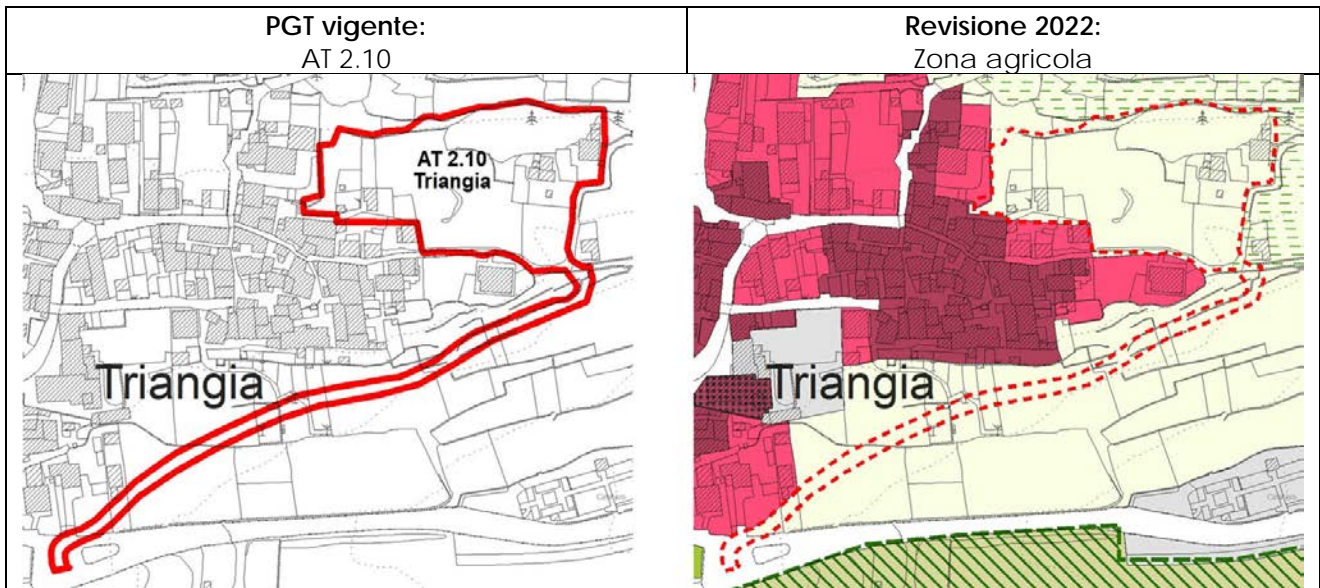 PGT vigente:
AT 2.10
Revisione 2022:
Zona agricola
AT 2.10
Triangia
Triangia
Triangia